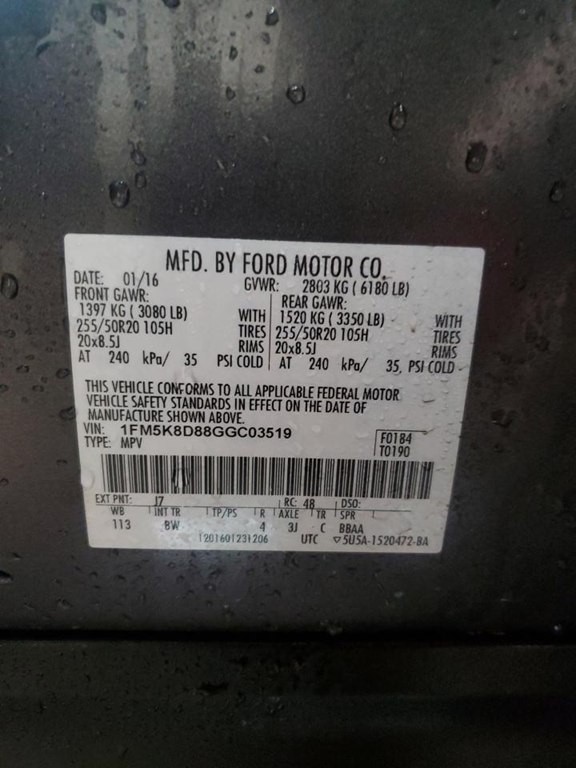 MFD. BY FORD MOTOR CO.
DATE: 01/16 GVWR: 2803 KG ( 6180 LB)
FRONT GAWR: REAR GAWR:
1397 KG ( 3080 LB) WITH 1520 KG ( 3350 LB) WITH
255/50R20 105H TIRES 255/50R20 105H TIRES
20x8.5J RIMS 20x8.5J RIMS
AT 240 kPa/ 35 PSI COLD AT 240 kPa/ 35, PSI COLD
THIS VEHICLE CONFORMS TO ALL APPLICABLE FEDERAL MOTOR
VEHICLE SAFETY STANDARDS IN EFFECT ON THE DATE OF
MANUFACTURE SHOWN ABOVE.
VIN: 1FM5K8D88GGC03519
TYPE: MPV
F0184
T0190
EXT PNT: J7 RC: 48 DSO:
WB INT TR TP/PS R AXLE TR SPR
113 BW 4 3J C BBAA
1201601231206 UTC ▽5U5A-1520472-BA